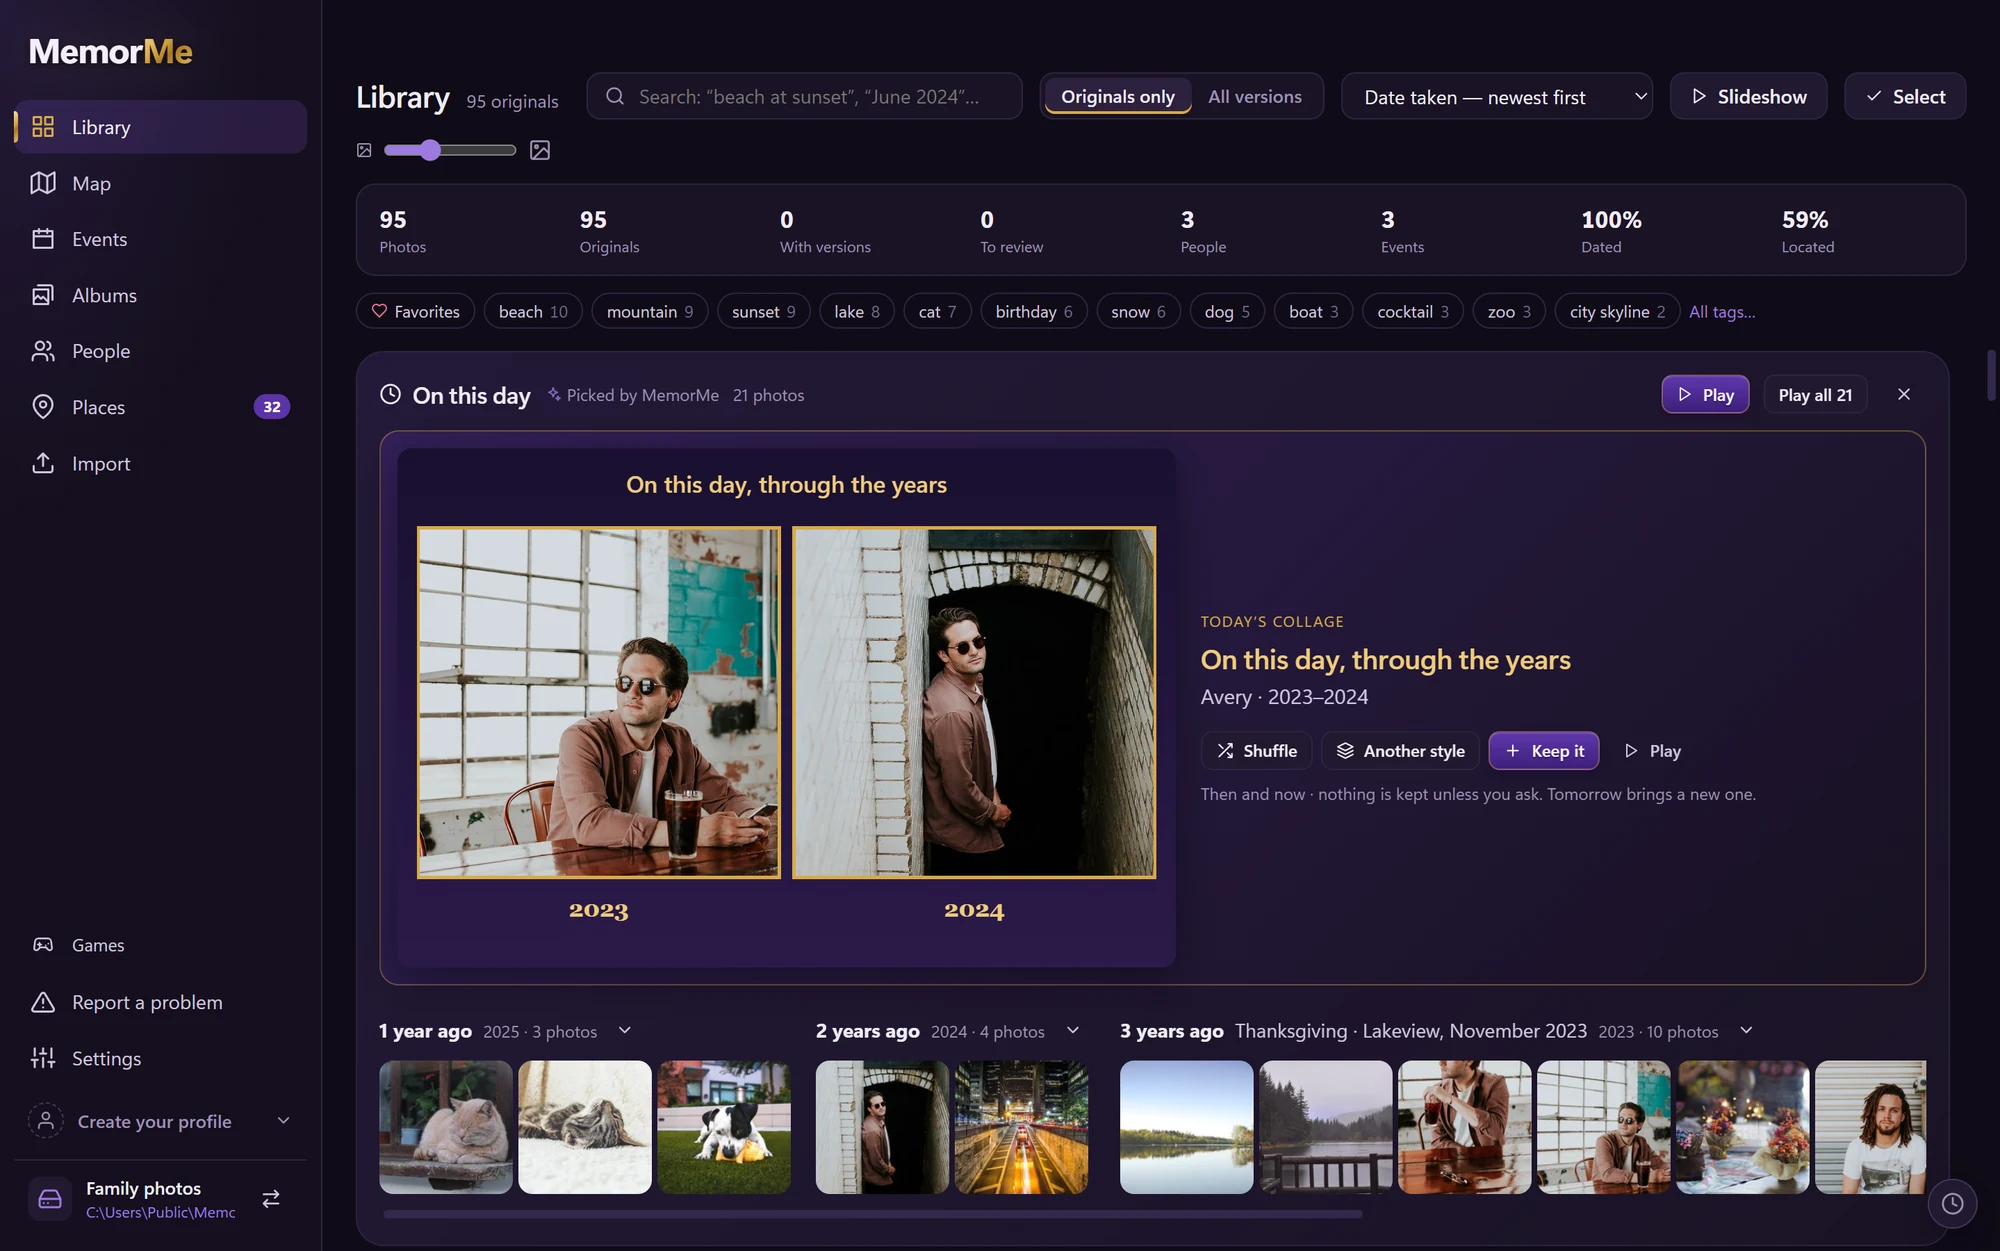 MemorMe
Library
Map
Events
Albums
People
Places 32
Import
Games
Report a problem
Settings
Create your profile
Family photos
C:\Users\Public\Memc
Library 95 originals
Search: “beach at sunset”, “June 2024”...
Originals only All versions
Date taken — newest first
Slideshow
Select
95 Photos
95 Originals
0 With versions
0 To review
3 People
3 Events
100% Dated
59% Located
Favorites beach 10 mountain 9 sunset 9 lake 8 cat 7 birthday 6 snow 6 dog 5 boat 3 cocktail 3 zoo 3 city skyline 2 All tags...
On this day Picked by MemorMe 21 photos
Play Play all 21
On this day, through the years
2023 2024
TODAY'S COLLAGE
On this day, through the years
Avery · 2023–2024
Shuffle Another style Keep it Play
Then and now · nothing is kept unless you ask. Tomorrow brings a new one.
1 year ago 2025 · 3 photos
2 years ago 2024 · 4 photos
3 years ago Thanksgiving · Lakeview, November 2023 2023 · 10 photos